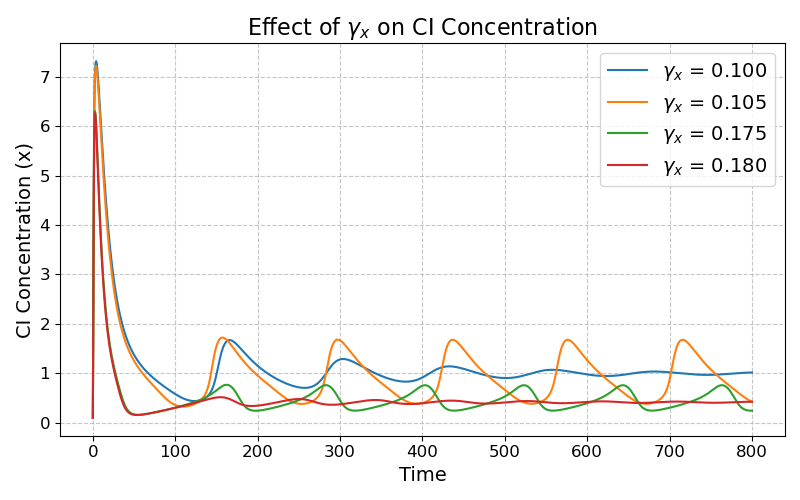 Effect of γₓ on CI Concentration
γₓ = 0.100
γₓ = 0.105
γₓ = 0.175
γₓ = 0.180
CI Concentration (x)
7
6
5
4
3
2
1
0
0 100 200 300 400 500 600 700 800
Time